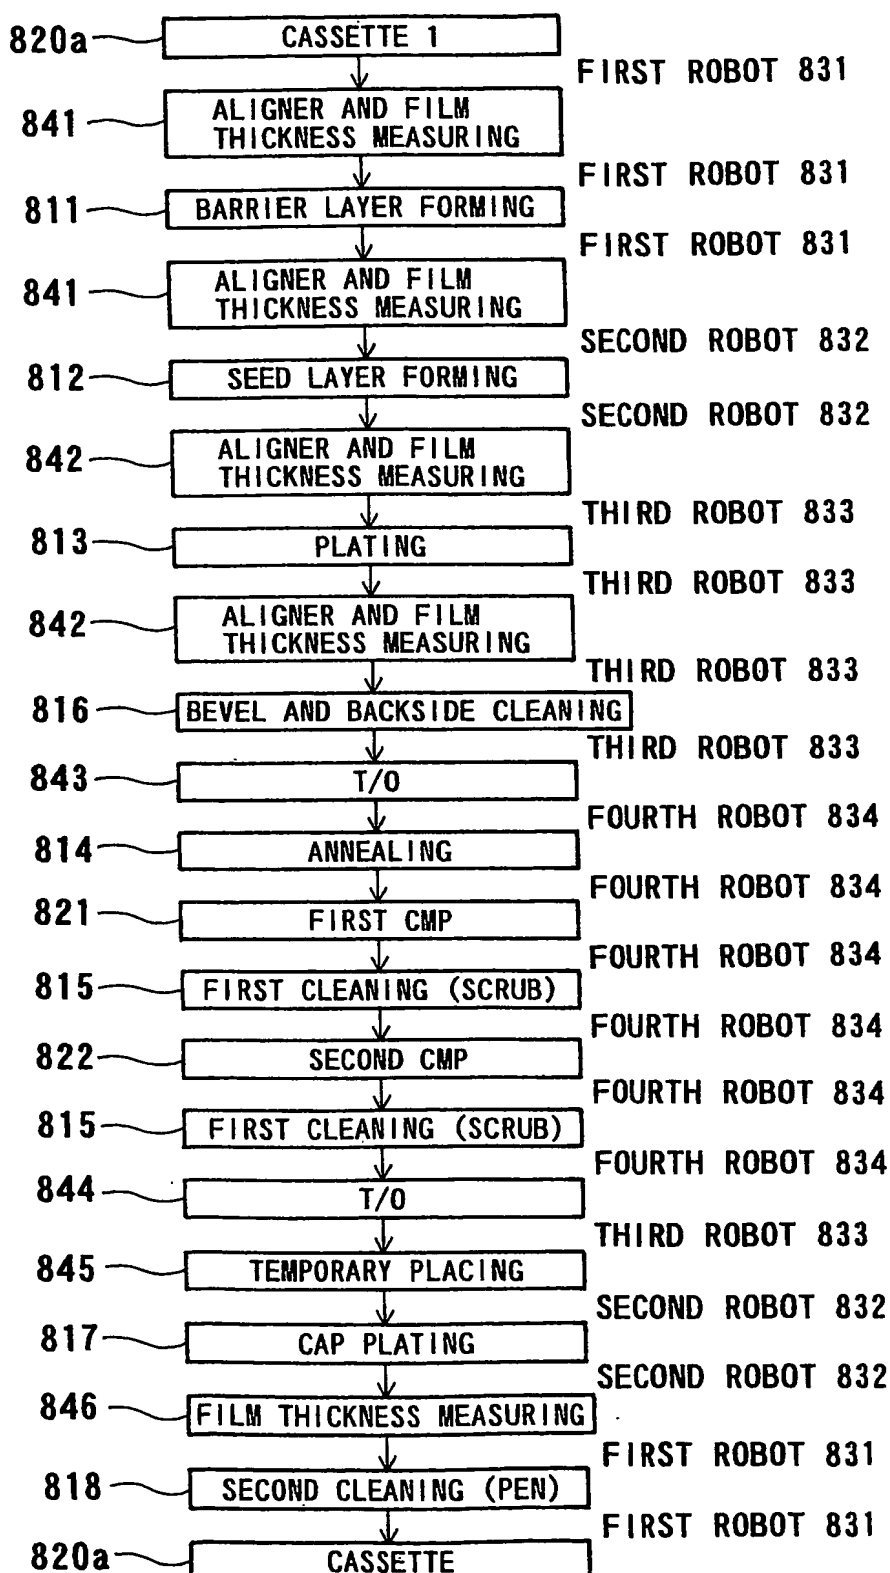 820a CASSETTE 1
FIRST ROBOT 831
841 ALIGNER AND FILM
THICKNESS MEASURING
FIRST ROBOT 831
811 BARRIER LAYER FORMING
FIRST ROBOT 831
841 ALIGNER AND FILM
THICKNESS MEASURING
SECOND ROBOT 832
812 SEED LAYER FORMING
SECOND ROBOT 832
842 ALIGNER AND FILM
THICKNESS MEASURING
THIRD ROBOT 833
813 PLATING
THIRD ROBOT 833
842 ALIGNER AND FILM
THICKNESS MEASURING
THIRD ROBOT 833
816 BEVEL AND BACKSIDE CLEANING
THIRD ROBOT 833
843 T/O
FOURTH ROBOT 834
814 ANNEALING
FOURTH ROBOT 834
821 FIRST CMP
FOURTH ROBOT 834
815 FIRST CLEANING (SCRUB)
FOURTH ROBOT 834
822 SECOND CMP
FOURTH ROBOT 834
815 FIRST CLEANING (SCRUB)
FOURTH ROBOT 834
844 T/O
THIRD ROBOT 833
845 TEMPORARY PLACING
SECOND ROBOT 832
817 CAP PLATING
SECOND ROBOT 832
846 FILM THICKNESS MEASURING
FIRST ROBOT 831
818 SECOND CLEANING (PEN)
FIRST ROBOT 831
820a CASSETTE